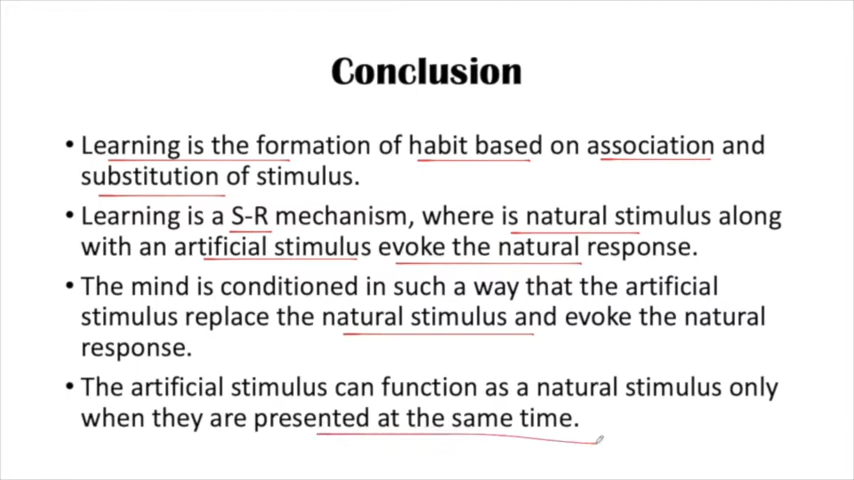 Conclusion
• Learning is the formation of habit based on association and
substitution of stimulus.
• Learning is a S-R mechanism, where is natural stimulus along
with an artificial stimulus evoke the natural response.
• The mind is conditioned in such a way that the artificial
stimulus replace the natural stimulus and evoke the natural
response.
• The artificial stimulus can function as a natural stimulus only
when they are presented at the same time.